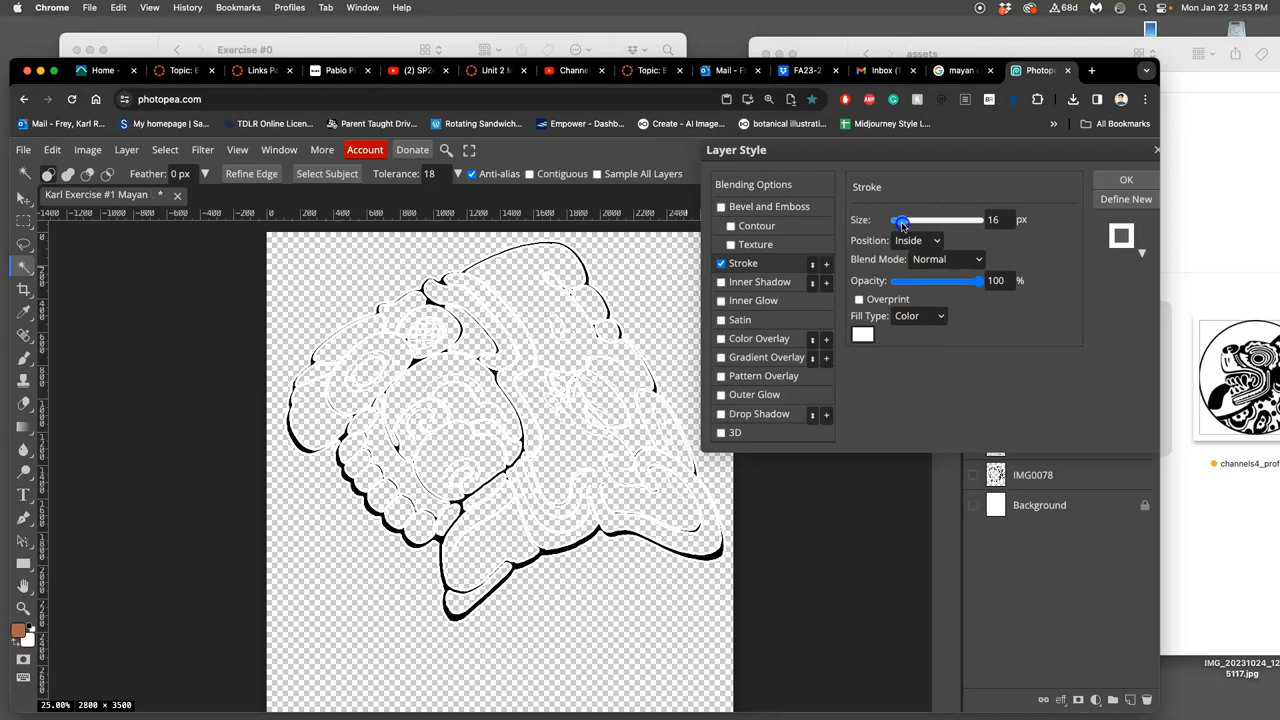 Chrome File Edit View History Bookmarks Profiles Tab Window Help 68d Mon Jan 22 2:53 PM
Exercise #0
assets
Home - Topic: E Links Pa Pablo Pi (2) SP24 Unit 2 M Channel Topic: E Mail - F FA23-2 Inbox (1 mayan c Photope
photopea.com
Mail - Frey, Karl R... My homepage | Sa... TDLR Online Licen... Parent Taught Driv... Rotating Sandwich... Empower - Dashb... Create - AI Image... botanical illustrati... Midjourney Style L... » All Bookmarks
File Edit Image Layer Select Filter View Window More Account Donate
Feather: 0 px Refine Edge Select Subject Tolerance: 18 Anti-alias Contiguous Sample All Layers
Karl Exercise #1 Mayan *
Layer Style
Blending Options
Bevel and Emboss
Contour
Texture
Stroke
Inner Shadow
Inner Glow
Satin
Color Overlay
Gradient Overlay
Pattern Overlay
Outer Glow
Drop Shadow
3D
Stroke
Size: 16 px
Position: Inside
Blend Mode: Normal
Opacity: 100 %
Overprint
Fill Type: Color
OK
Define New
IMG0078
Background
channels4_prof
IMG_20231024_12
5117.jpg
25.00% 2800 × 3500
eff